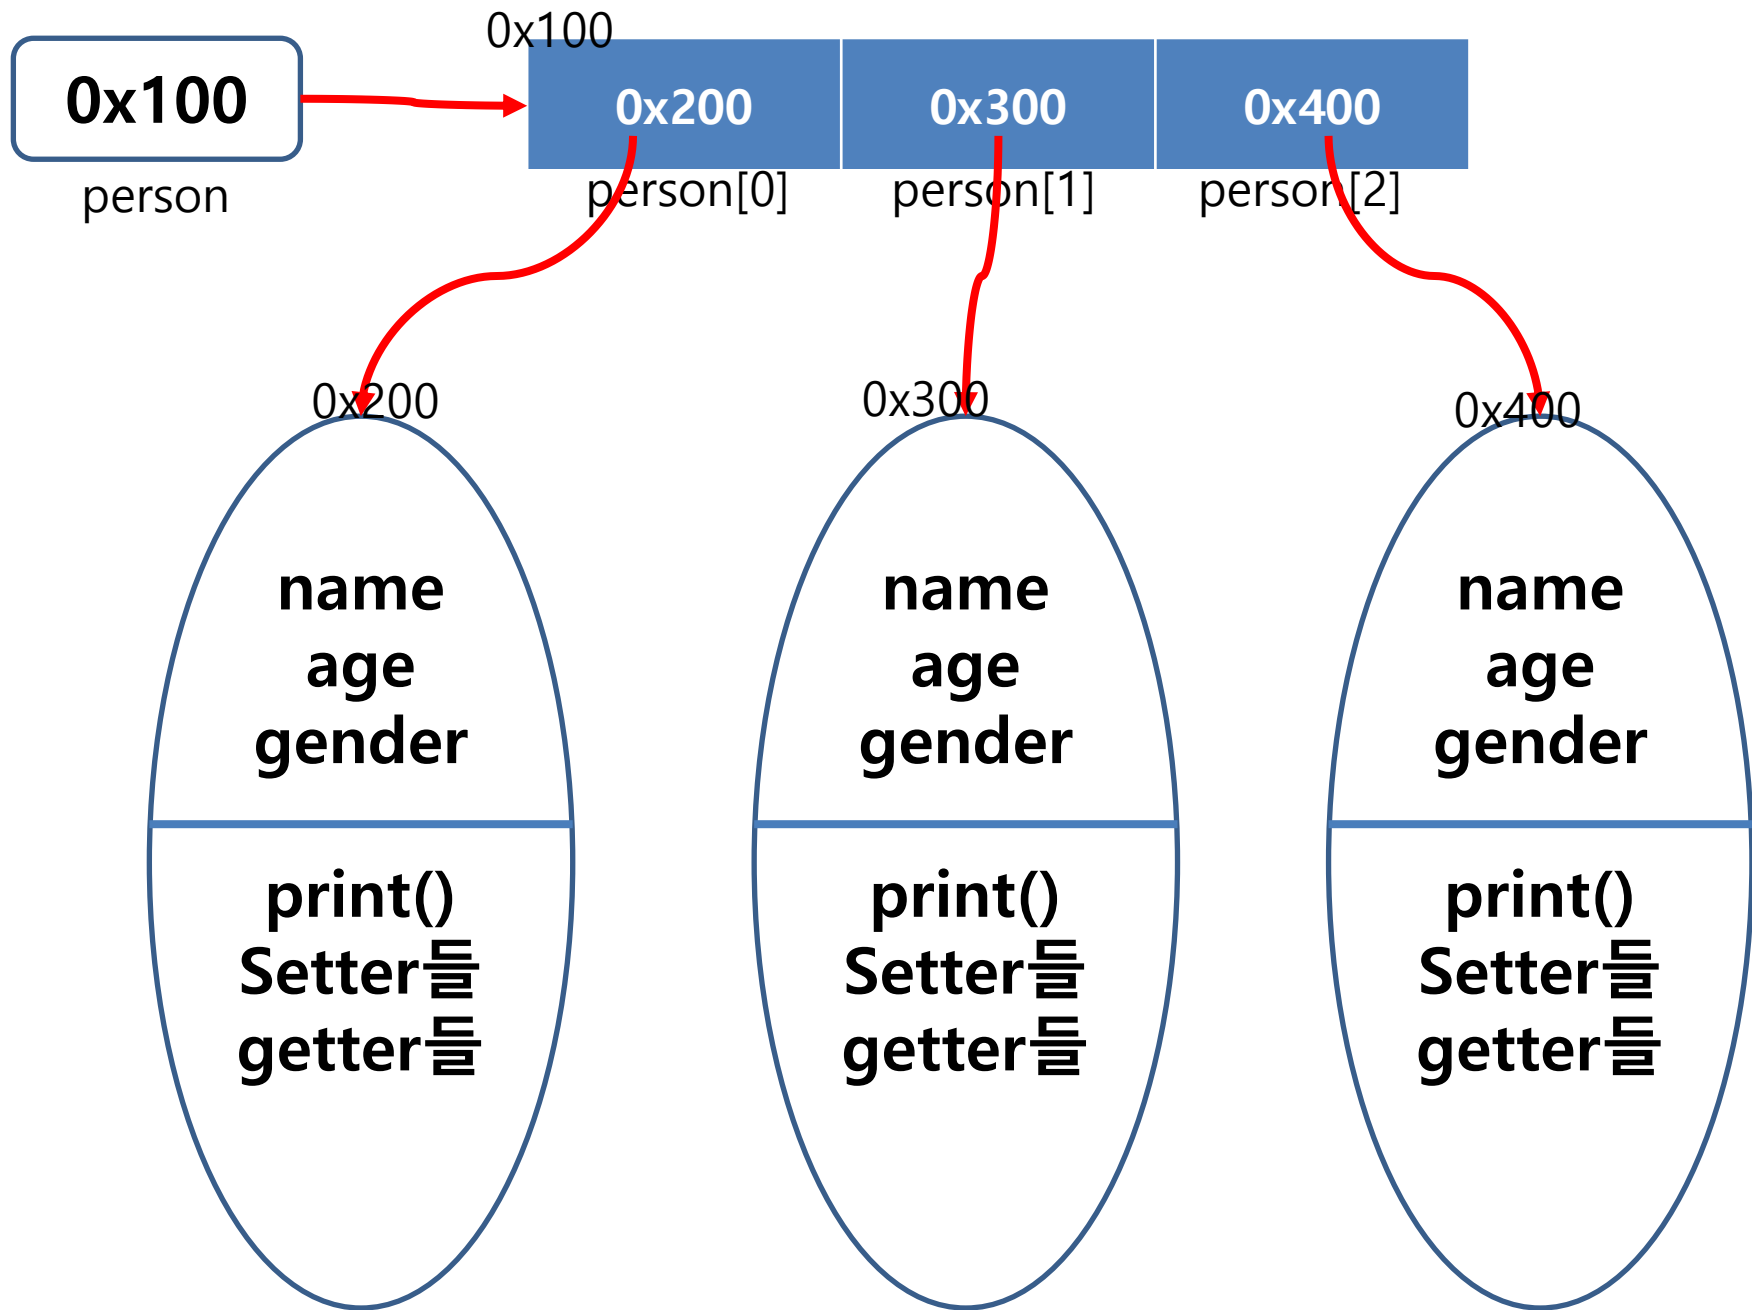 0x100
0x100
0x200 0x300 0x400
person
person[0] person[1] person[2]
0x200 0x300 0x400
name
age
gender
print()
Setter들
getter들
name
age
gender
print()
Setter들
getter들
name
age
gender
print()
Setter들
getter들